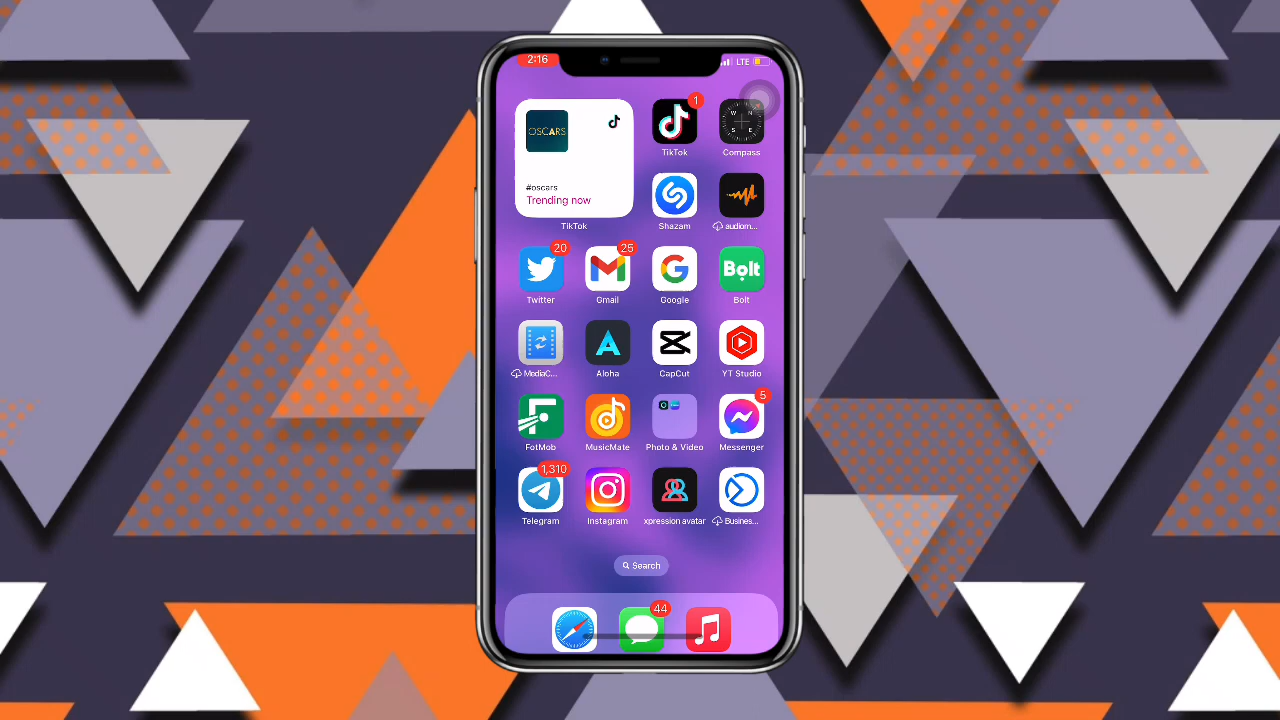 2:16
LTE
OSCARS
#oscars
Trending now
TikTok
1
TikTok
W N
S E
Compass
Shazam
audiom...
20
Twitter
25
Gmail
Google
Bolt
Bolt
MediaC...
Aloha
CapCut
YT Studio
FotMob
MusicMate
Photo & Video
5
Messenger
1,310
Telegram
Instagram
xpression avatar
Busines...
Search
44